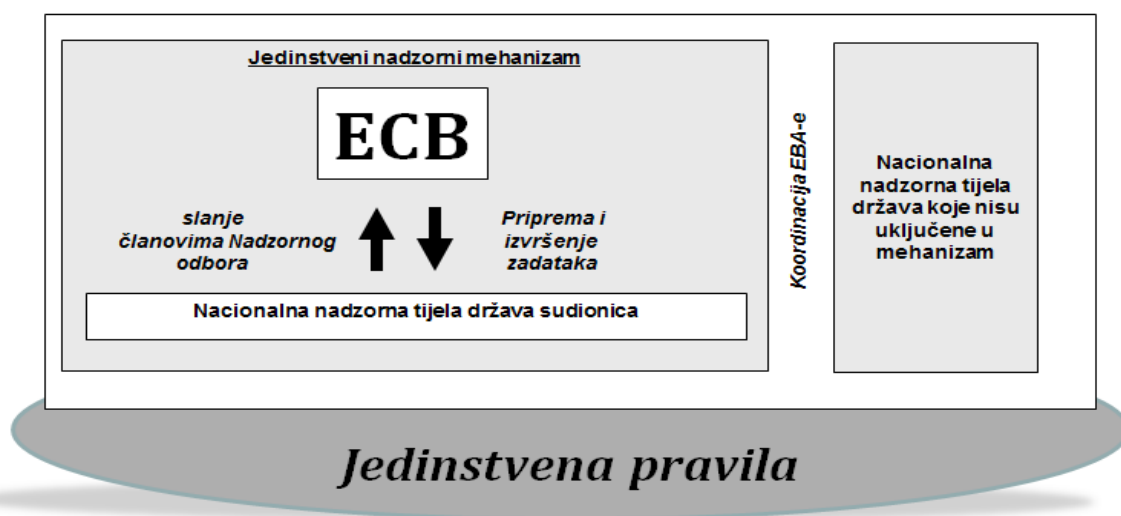 Jedinstveni nadzorni mehanizam
ECB
slanje
članovima Nadzornog
odbora
Priprema i
izvršenje
zadataka
Nacionalna nadzorna tijela država sudionica
Koordinacija EBA-e
Nacionalna
nadzorna tijela
država koje nisu
uključene u
mehanizam
Jedinstvena pravila